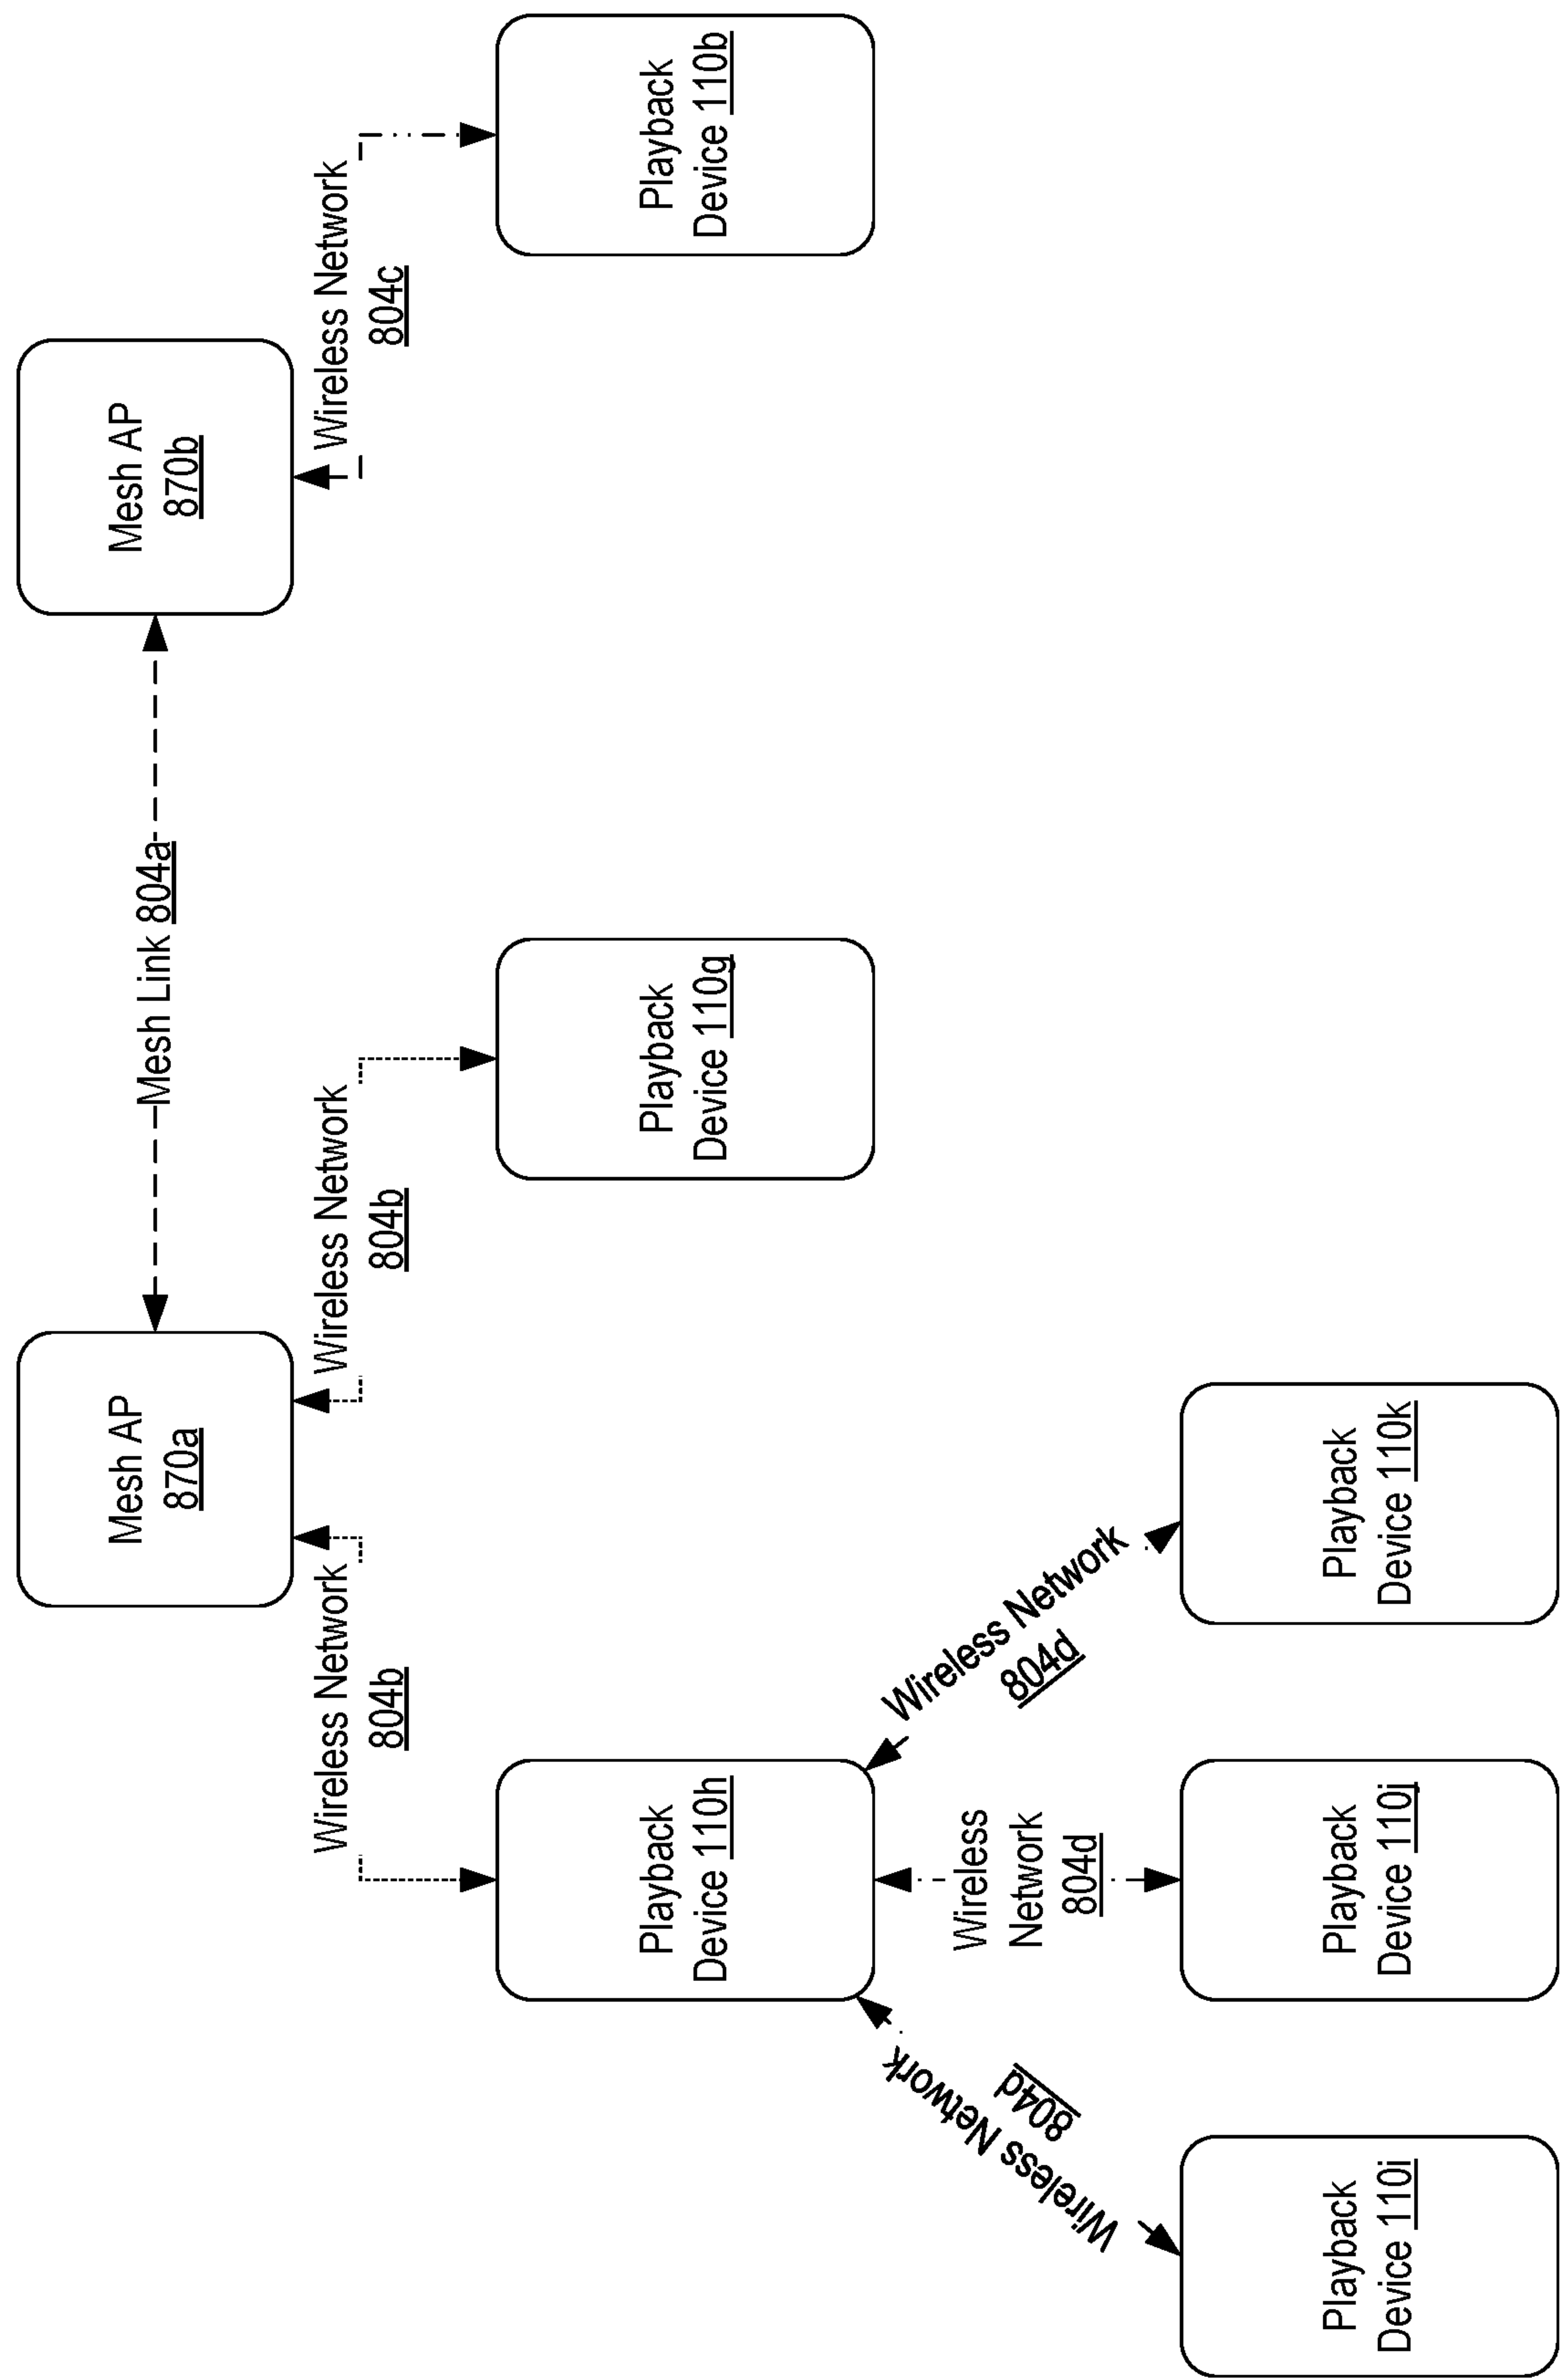 Mesh AP
870a
Mesh Link 804a
Mesh AP
870b
Wireless Network
804b
Wireless Network
804b
Wireless Network
804c
Playback
Device 110h
Playback
Device 110g
Playback
Device 110b
Wireless Network
804d
Wireless
Network
804d
Wireless Network
804d
Playback
Device 110i
Playback
Device 110j
Playback
Device 110k